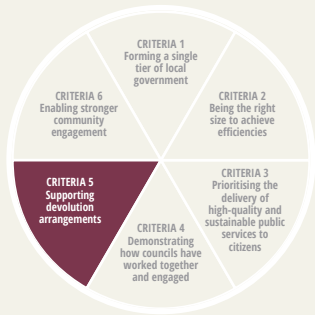 CRITERIA 1
Forming a single
tier of local
government
CRITERIA 2
Being the right
size to achieve
efficiencies
CRITERIA 3
Prioritising the
delivery of
high-quality and
sustainable public
services to
citizens
CRITERIA 4
Demonstrating
how councils have
worked together
and engaged
CRITERIA 5
Supporting
devolution
arrangements
CRITERIA 6
Enabling stronger
community
engagement